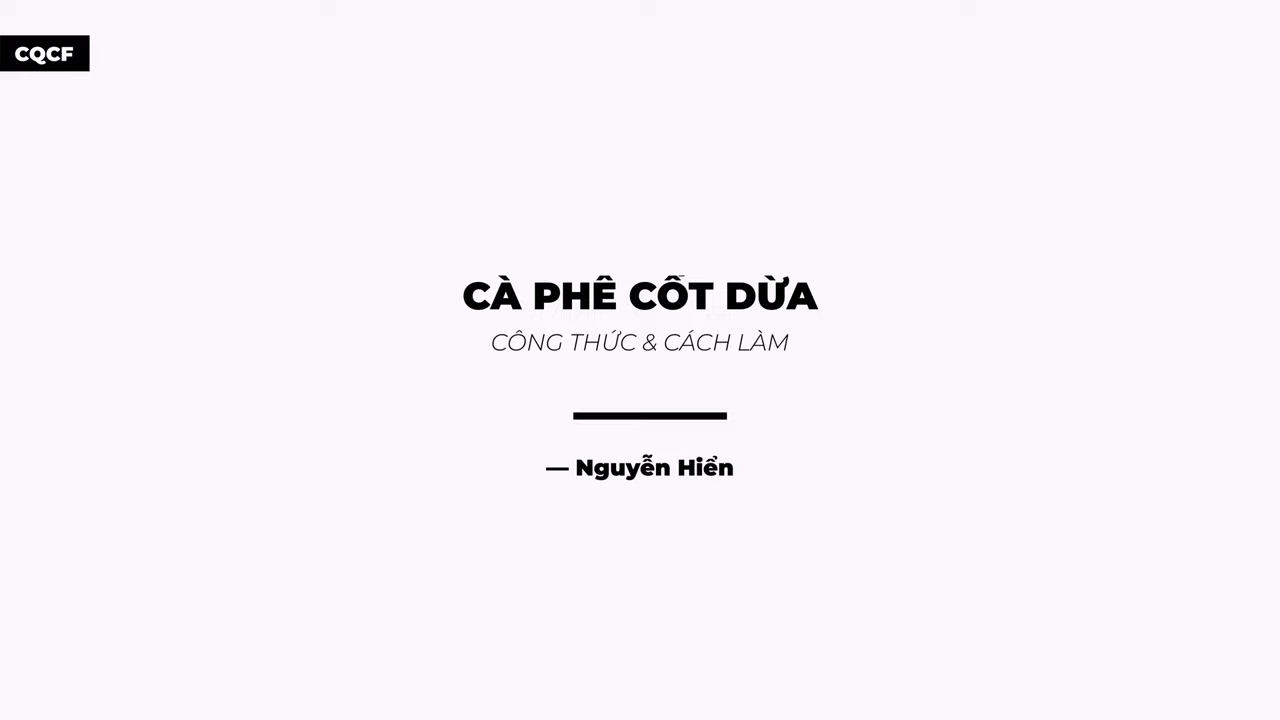 CQCF
CÀ PHÊ CỐT DỪA
CÔNG THỨC & CÁCH LÀM
— Nguyễn Hiển